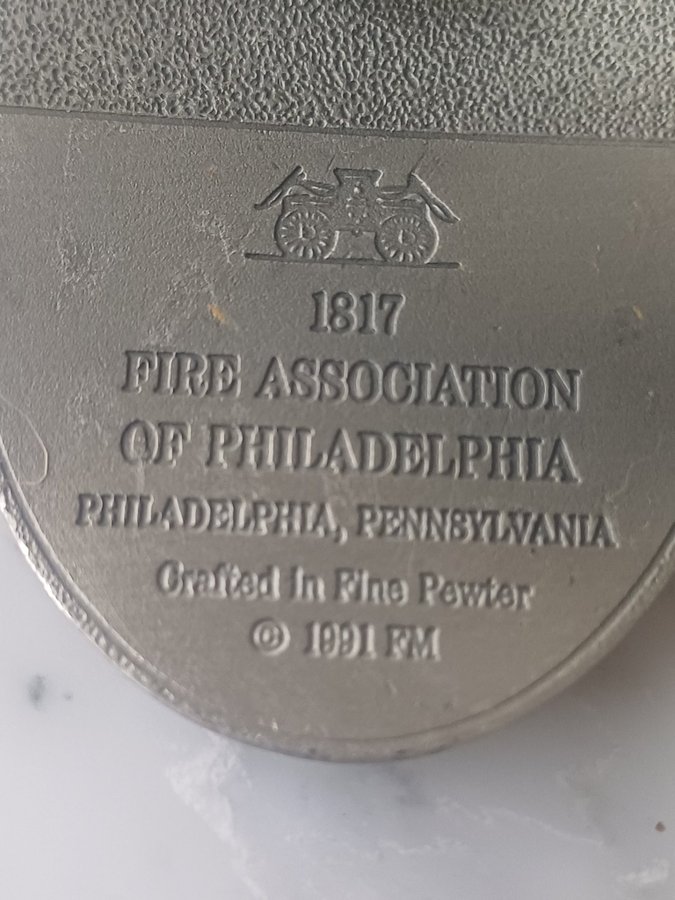 1817
FIRE ASSOCIATION
OF PHILADELPHIA
PHILADELPHIA, PENNSYLVANIA
Crafted in Fine Pewter
© 1991 FM